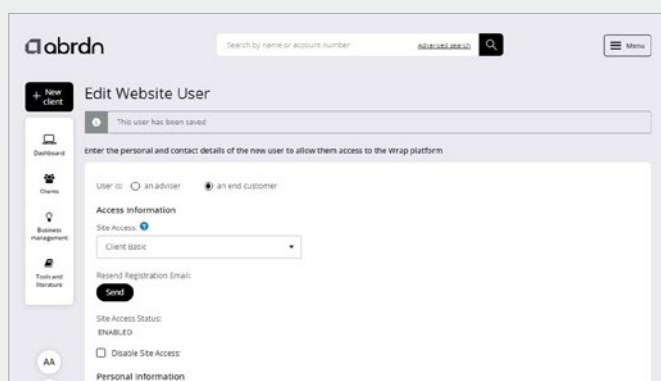 abrdn
Search by name or account number
Advanced search
Menu
+ New client
Edit Website User
This user has been saved
Dashboard
Enter the personal and contact details of the new user to allow them access to the Wrap platform
Clients
User is: an adviser an end customer
Access Information
Business management
Site Access: ?
Client Basic
Tools and literature
Resend Registration Email:
Send
Site Access Status:
ENABLED
AA
Disable Site Access:
Personal Information